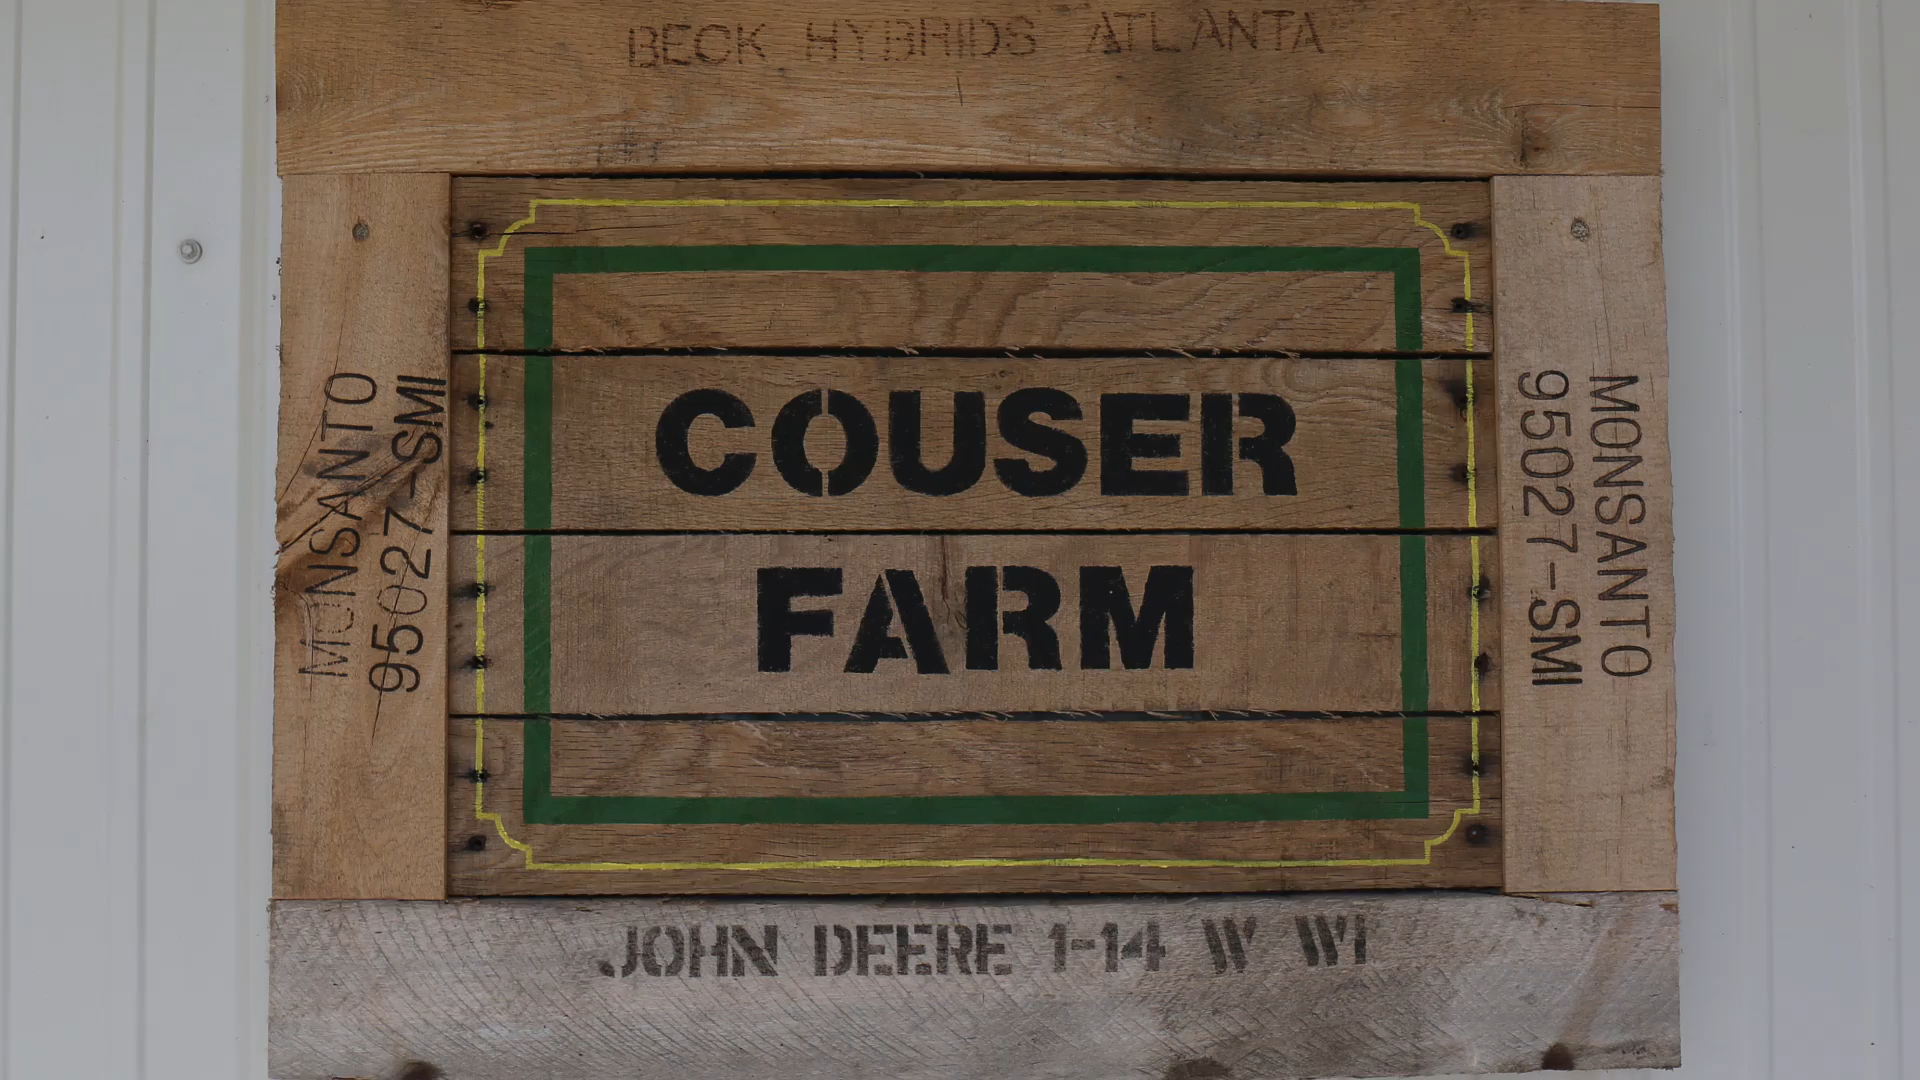 BECK HYBRIDS ATLANTA
MONSANTO
95027-SMI
COUSER
FARM
MONSANTO
95027-SMI
JOHN DEERE 1-14 W WI